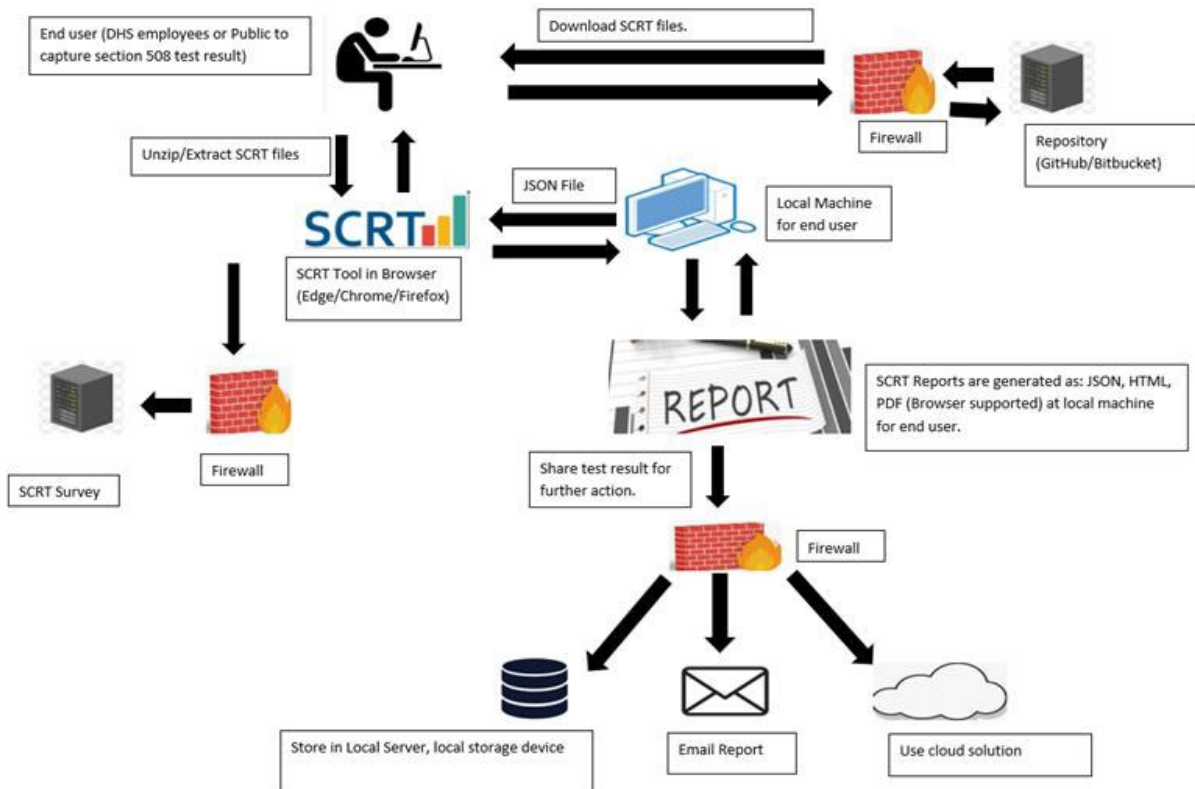 End user (DHS employees or Public to
capture section 508 test result)
Download SCRT files.
Firewall
Repository
(GitHub/Bitbucket)
Unzip/Extract SCRT files
JSON File
Local Machine
for end user
SCRT
SCRT Tool in Browser
(Edge/Chrome/Firefox)
REPORT
SCRT Reports are generated as: JSON, HTML,
PDF (Browser supported) at local machine
for end user.
Firewall
SCRT Survey
Share test result for
further action.
Firewall
Store in Local Server, local storage device
Email Report
Use cloud solution